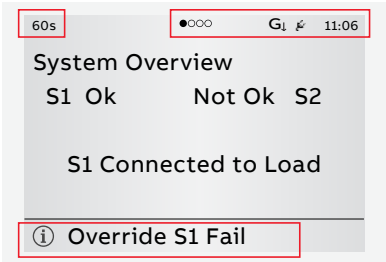 60s G↓ 11:06
System Overview
S1 Ok Not Ok S2
S1 Connected to Load
Override S1 Fail